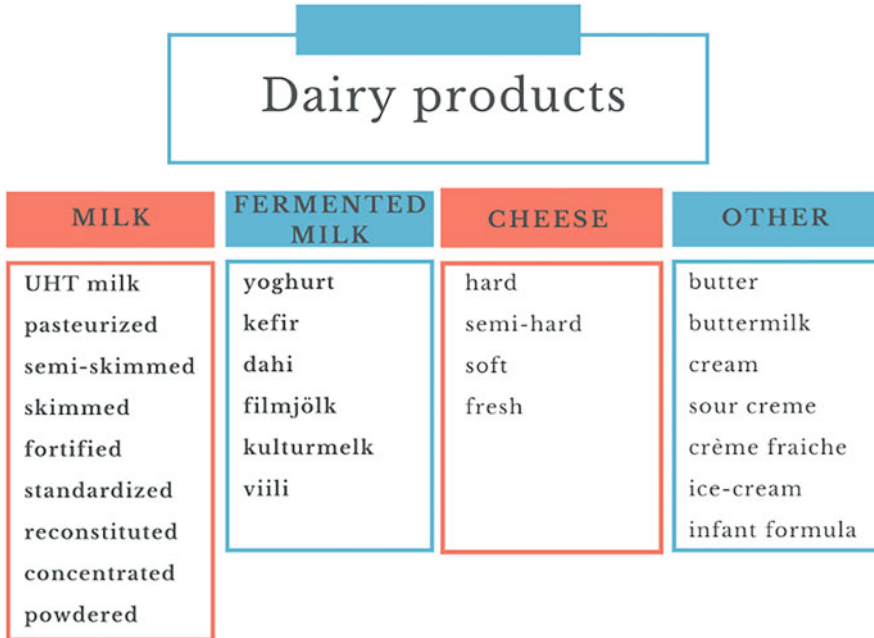 Dairy products
MILK
UHT milk
pasteurized
semi-skimmed
skimmed
fortified
standardized
reconstituted
concentrated
powdered
FERMENTED
MILK
yoghurt
kefir
dahi
filmjölk
kulturmelk
viili
CHEESE
hard
semi-hard
soft
fresh
OTHER
butter
buttermilk
cream
sour creme
crème fraiche
ice-cream
infant formula